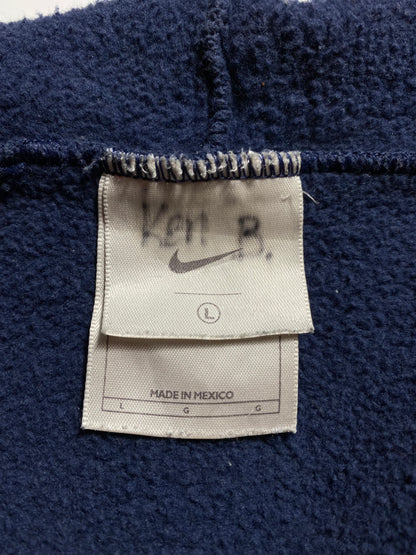 Ken B.
L
MADE IN MEXICO
L G G